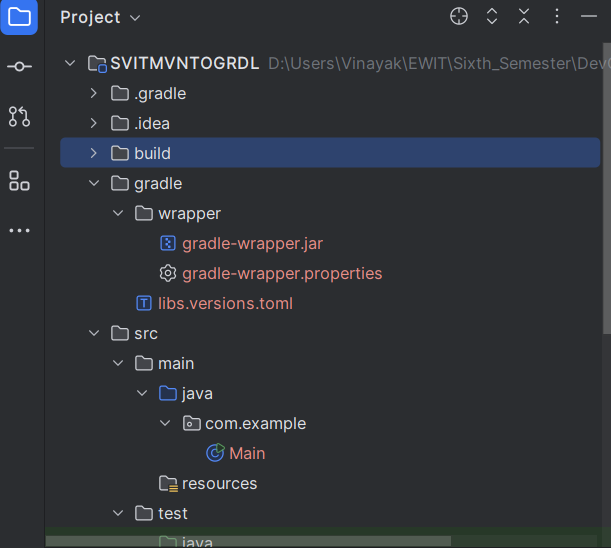 Project
SVITMVNTOGRDL D:\Users\Vinayak\EWIT\Sixth_Semester\Dev
.gradle
.idea
build
gradle
wrapper
gradle-wrapper.jar
gradle-wrapper.properties
libs.versions.toml
src
main
java
com.example
Main
resources
test
java